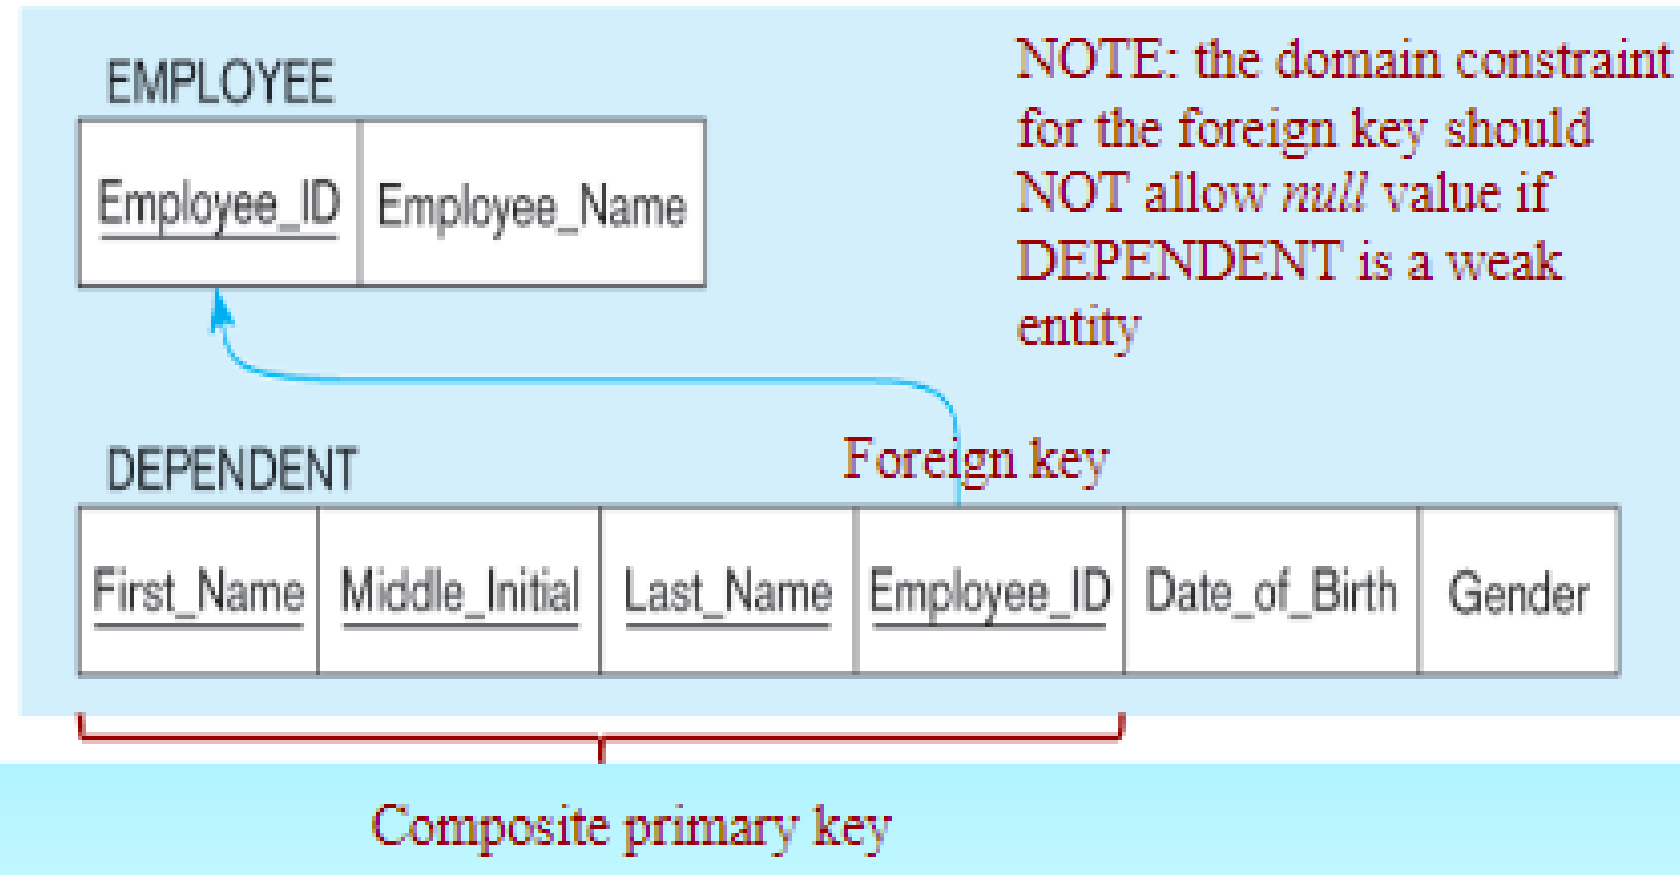 EMPLOYEE
Employee_ID Employee_Name
NOTE: the domain constraint
for the foreign key should
NOT allow null value if
DEPENDENT is a weak
entity
Foreign key
DEPENDENT
First_Name Middle_Initial Last_Name Employee_ID Date_of_Birth Gender
Composite primary key